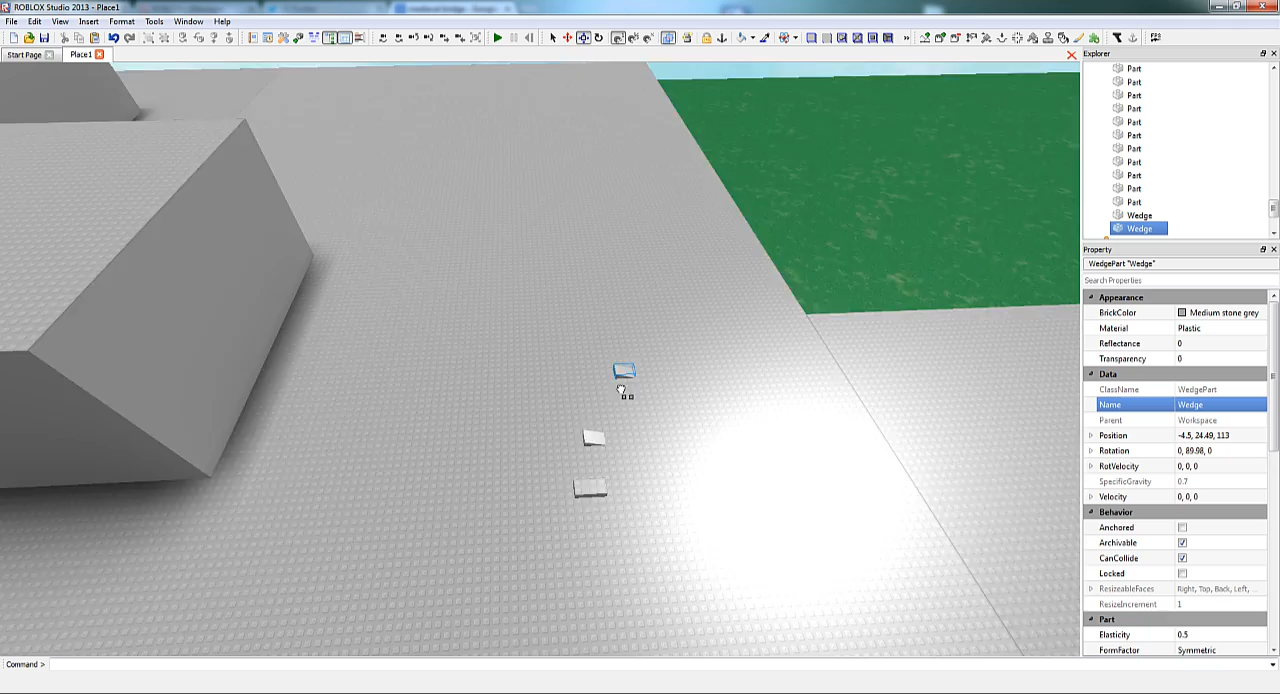 ROBLOX Studio 2013 - Place1
File Edit View Insert Format Tools Window Help
Start Page Place1
Explorer
Part
Part
Part
Part
Part
Part
Part
Part
Part
Part
Part
Wedge
Wedge
Property
WedgePart "Wedge"
Search Properties
Appearance
BrickColor Medium stone grey
Material Plastic
Reflectance 0
Transparency 0
Data
ClassName WedgePart
Name Wedge
Parent Workspace
Position -4.5, 24.49, 113
Rotation 0, 89.98, 0
RotVelocity 0, 0, 0
SpecificGravity 0.7
Velocity 0, 0, 0
Behavior
Anchored
Archivable
CanCollide
Locked
ResizeableFaces Right, Top, Back, Left, ...
ResizeIncrement 1
Part
Elasticity 0.5
FormFactor Symmetric
Command >